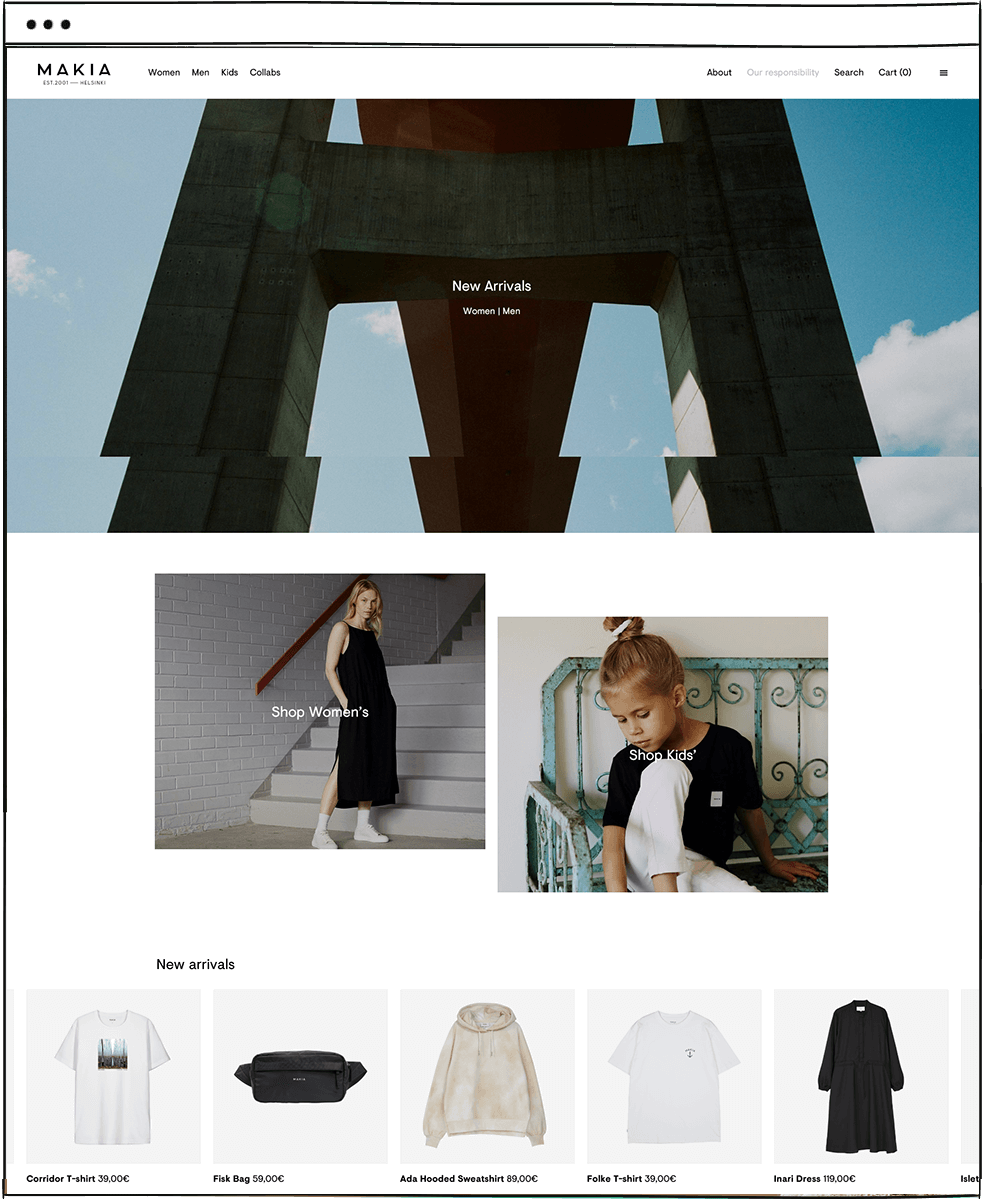 MAKIA
EST.2001 — HELSINKI
Women Men Kids Collabs
About Our responsibility Search Cart (0)
New Arrivals
Women | Men
Shop Women's
Shop Kids'
New arrivals
MAKIA
Corridor T-shirt 39,00€
Fisk Bag 59,00€
Ada Hooded Sweatshirt 89,00€
Folke T-shirt 39,00€
Inari Dress 119,00€
Islet